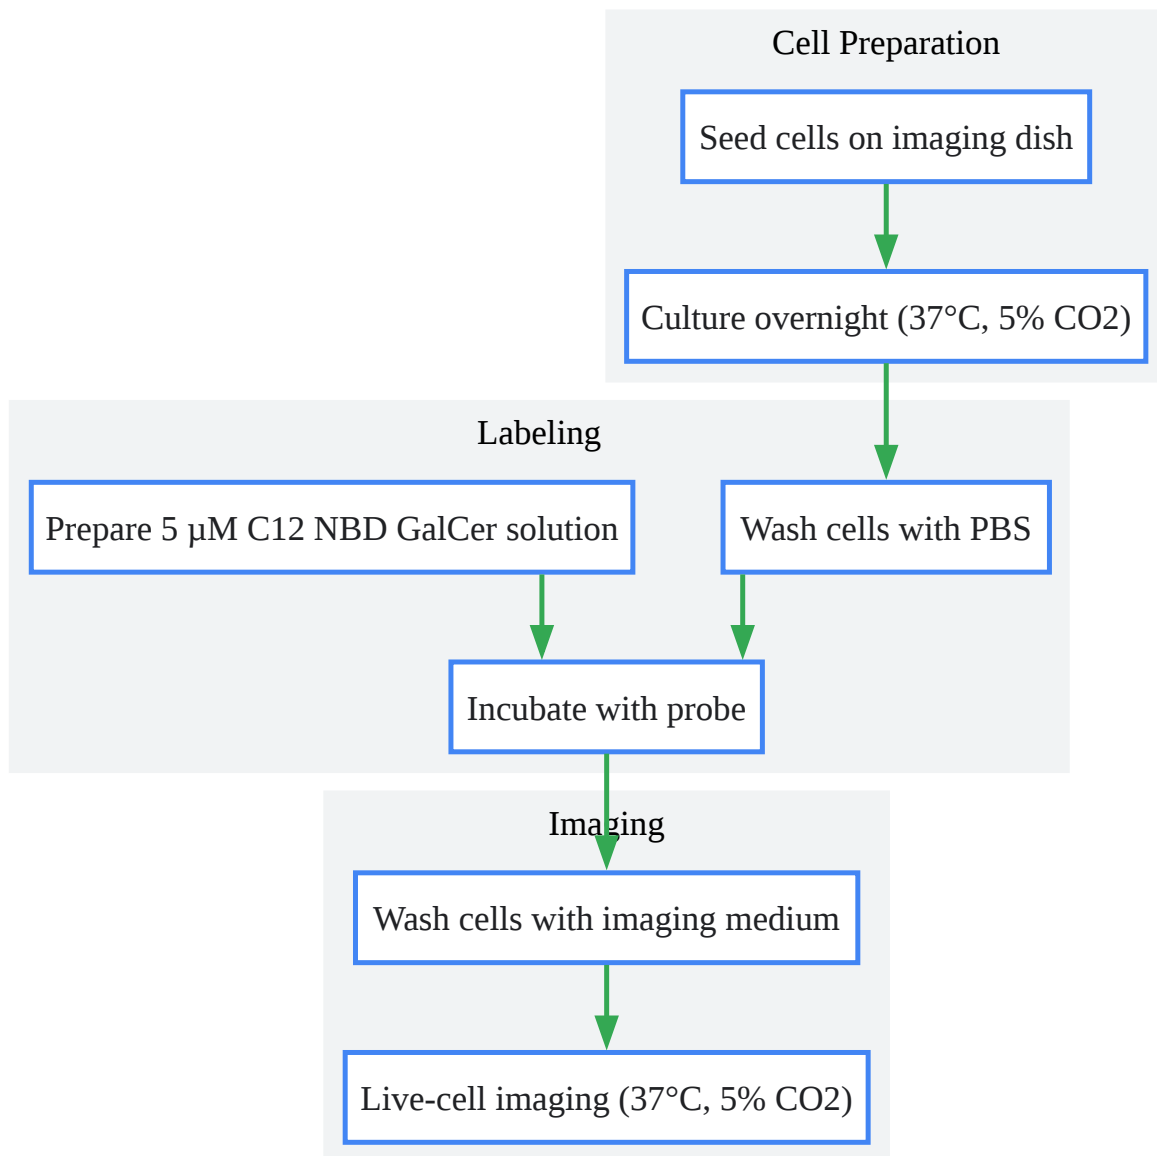 Cell Preparation
Seed cells on imaging dish
Culture overnight (37°C, 5% CO2)
Labeling
Prepare 5 µM C12 NBD GalCer solution
Wash cells with PBS
Incubate with probe
Imaging
Wash cells with imaging medium
Live-cell imaging (37°C, 5% CO2)